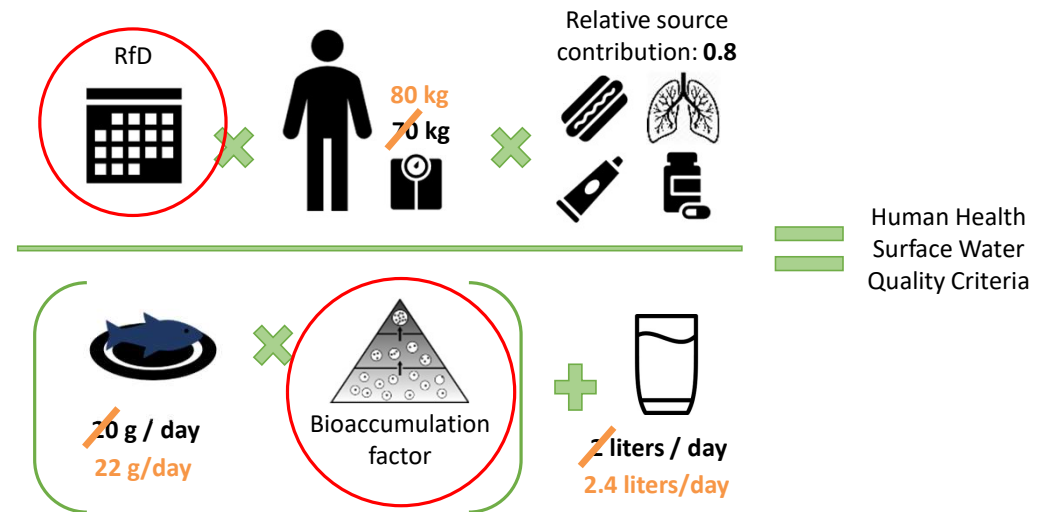 RfD
80 kg
70 kg
Relative source
contribution: 0.8
Human Health
Surface Water
Quality Criteria
20 g / day
22 g/day
Bioaccumulation
factor
2 liters / day
2.4 liters/day